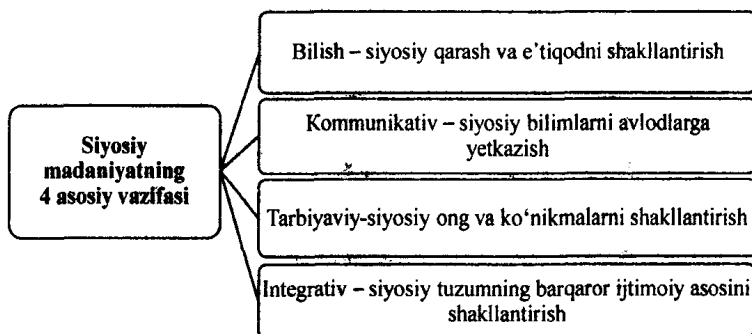 Siyosiy
madaniyatning
4 asosiy vazifasi
Bilish – siyosiy qarash va e’tiqodni shakllantirish
Kommunikativ – siyosiy bilimlarni avlodlarga
yetkazish
Tarbiyaviy-siyosiy ong va ko‘nikmalarni shakllantirish
Integrativ – siyosiy tuzumning barqaror ijtimoiy asosini
shakllantirish